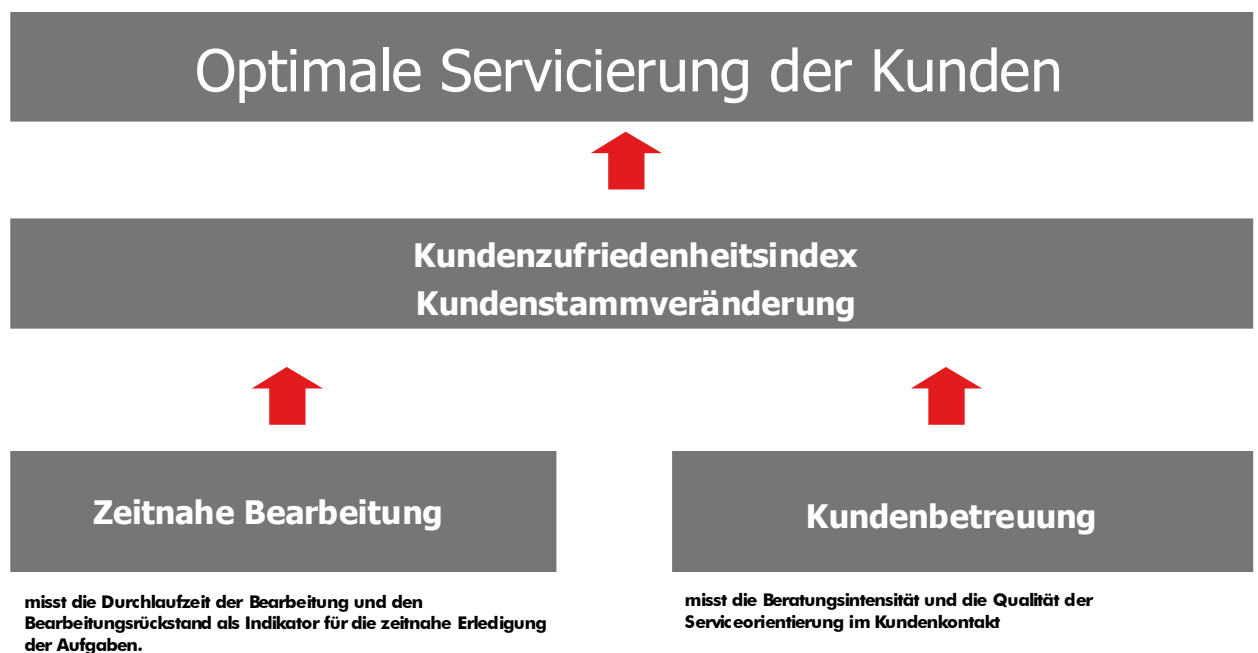 Optimale Servicierung der Kunden
Kundenzufriedenheitsindex
Kundenstammveränderung
Zeitnahe Bearbeitung
misst die Durchlaufzeit der Bearbeitung und den
Bearbeitungsrückstand als Indikator für die zeitnahe Erledigung
der Aufgaben.
Kundenbetreuung
misst die Beratungsintensität und die Qualität der
Serviceorientierung im Kundenkontakt